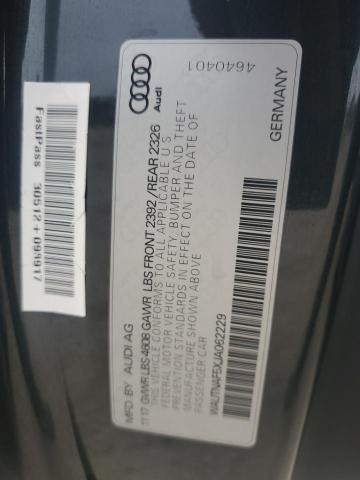 Audi
4640401
MFD. BY AUDI AG
11 17 GVWR LBS 4608 GAWR LBS FRONT 2392 / REAR 2326
THIS VEHICLE CONFORMS TO ALL APPLICABLE U S
FEDERAL MOTOR VEHICLE SAFETY, BUMPER AND THEFT
PREVENTION STANDARDS IN EFFECT ON THE DATE OF
MANUFACTURE SHOWN ABOVE
PASSENGER CAR
WAUTNAF5XJA062229
GERMANY
FastPass 30512+093917